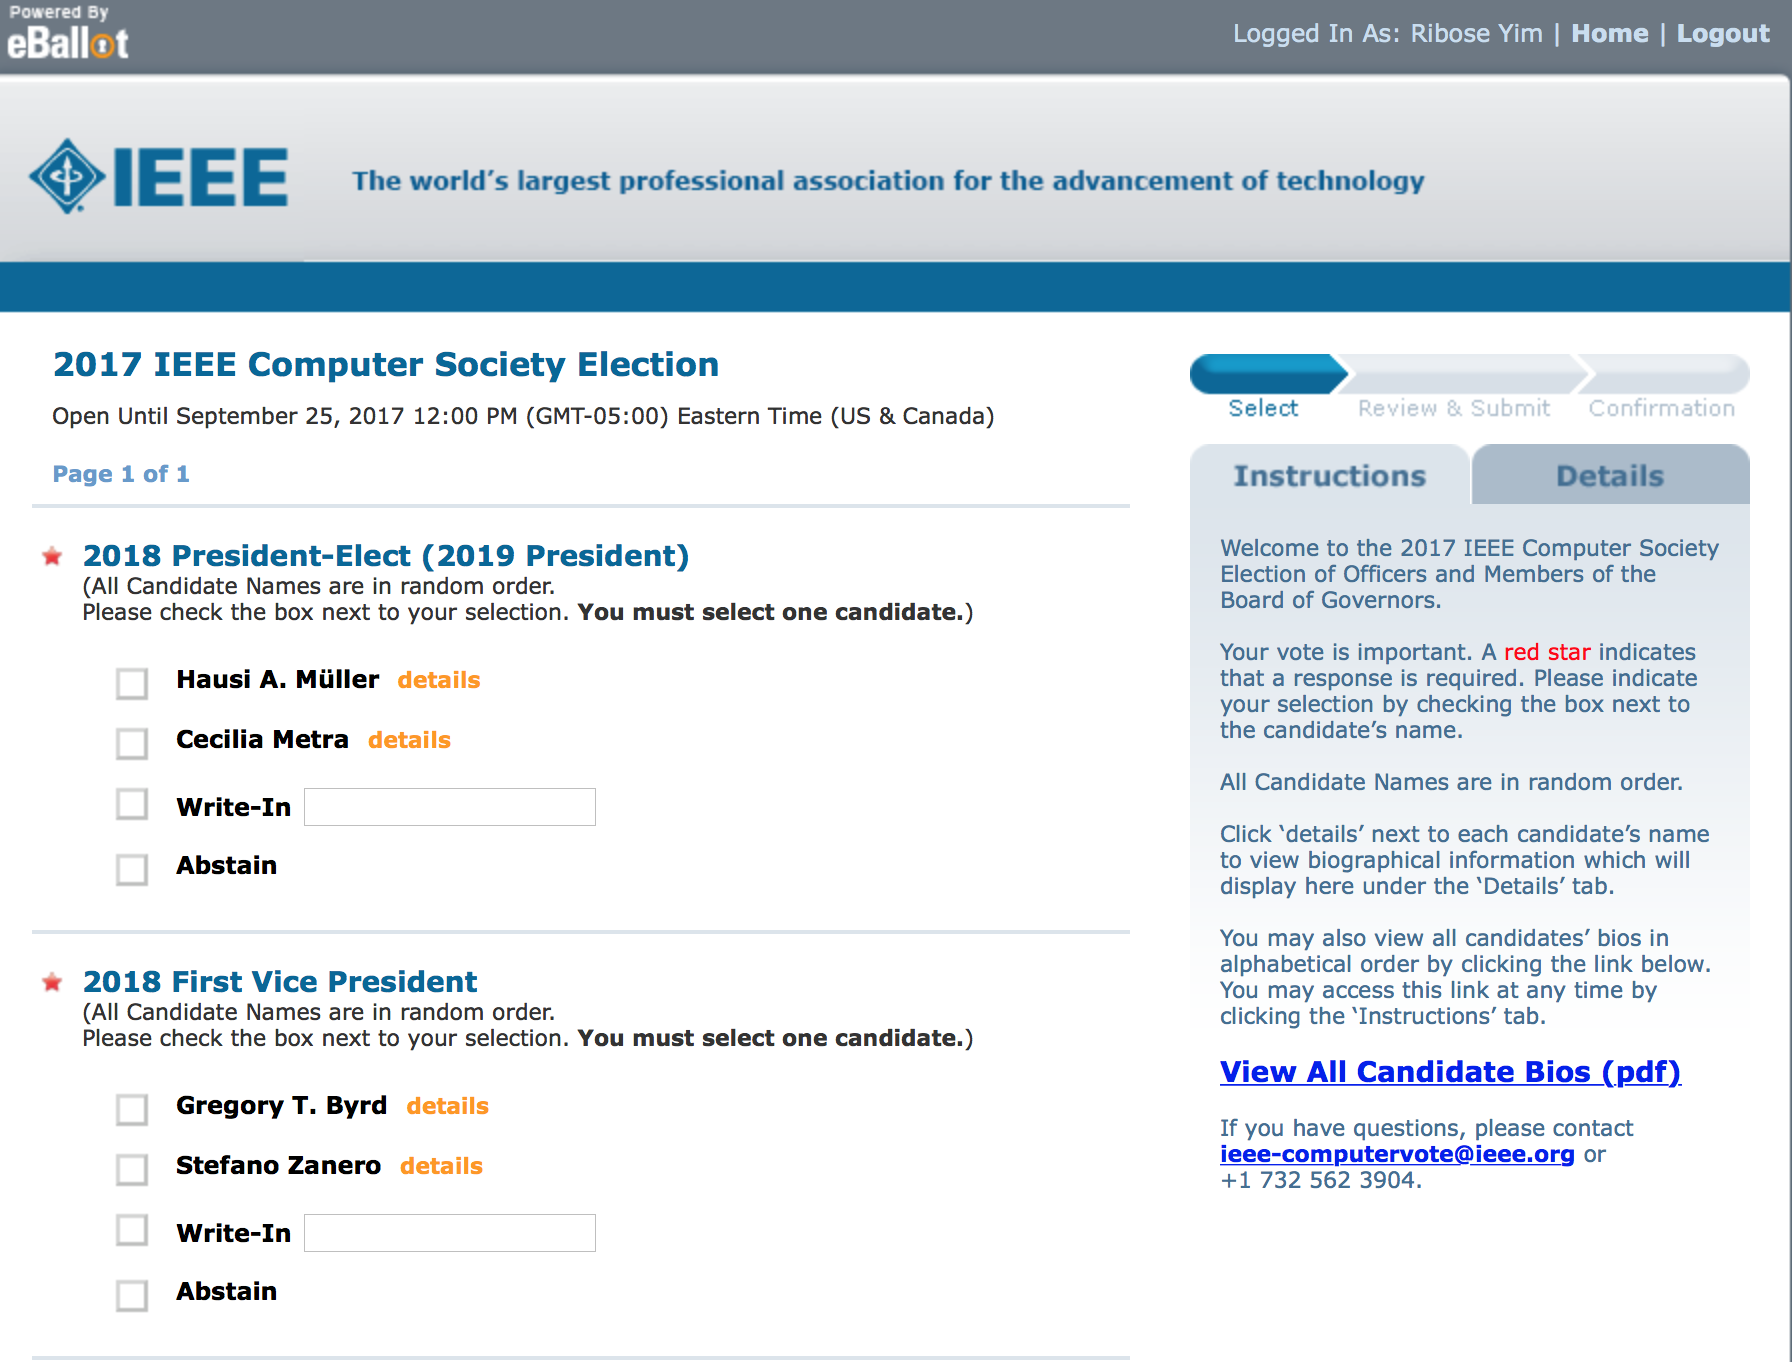 Powered By
eBallot
Logged In As: Ribose Yim | Home | Logout
IEEE
The world's largest professional association for the advancement of technology
2017 IEEE Computer Society Election
Open Until September 25, 2017 12:00 PM (GMT-05:00) Eastern Time (US & Canada)
Page 1 of 1
2018 President-Elect (2019 President)
(All Candidate Names are in random order.
Please check the box next to your selection. You must select one candidate.)
Hausi A. Müller details
Cecilia Metra details
Write-In
Abstain
2018 First Vice President
(All Candidate Names are in random order.
Please check the box next to your selection. You must select one candidate.)
Gregory T. Byrd details
Stefano Zanero details
Write-In
Abstain
Select Review & Submit Confirmation
Instructions Details
Welcome to the 2017 IEEE Computer Society
Election of Officers and Members of the
Board of Governors.
Your vote is important. A red star indicates
that a response is required. Please indicate
your selection by checking the box next to
the candidate’s name.
All Candidate Names are in random order.
Click ‘details’ next to each candidate’s name
to view biographical information which will
display here under the ‘Details’ tab.
You may also view all candidates’ bios in
alphabetical order by clicking the link below.
You may access this link at any time by
clicking the ‘Instructions’ tab.
View All Candidate Bios (pdf)
If you have questions, please contact
ieee-computervote@ieee.org or
+1 732 562 3904.